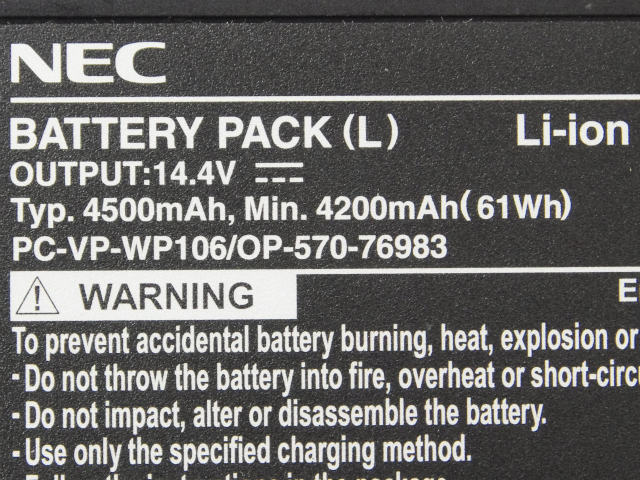 NEC
BATTERY PACK (L) Li-ion
OUTPUT:14.4V
Typ. 4500mAh, Min. 4200mAh(61Wh)
PC-VP-WP106/OP-570-76983
WARNING
To prevent accidental battery burning, heat, explosion or
- Do not throw the battery into fire, overheat or short-circu
- Do not impact, alter or disassemble the battery.
- Use only the specified charging method.